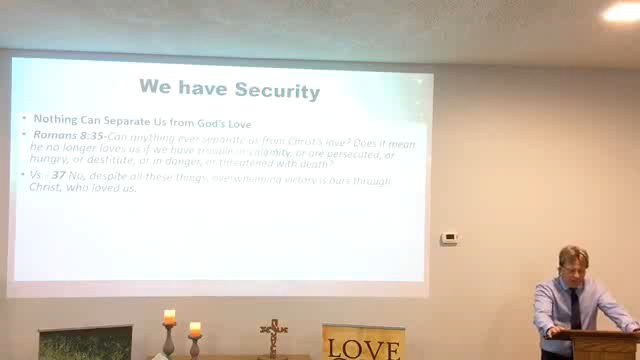 We have Security
• Nothing Can Separate Us from God's Love
• Romans 8:35-Can anything ever separate us from Christ's love? Does it mean
he no longer loves us if we have trouble or calamity, or are persecuted, or
hungry, or destitute, or in danger, or threatened with death?
• Vs - 37 No, despite all these things, overwhelming victory is ours through
Christ, who loved us.
LOVE